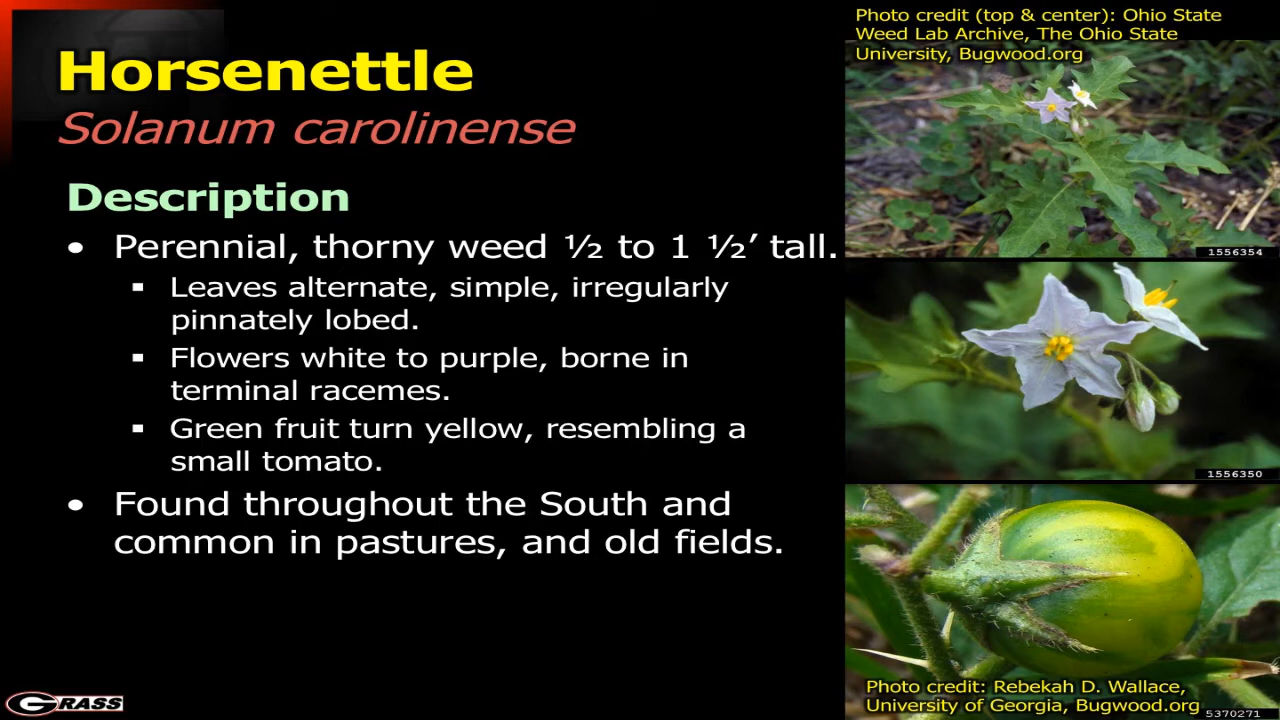 Photo credit (top & center): Ohio State
Weed Lab Archive, The Ohio State
University, Bugwood.org
Horsenettle
Solanum carolinense
Description
• Perennial, thorny weed ½ to 1 ½’ tall.
▪ Leaves alternate, simple, irregularly
pinnately lobed.
▪ Flowers white to purple, borne in
terminal racemes.
▪ Green fruit turn yellow, resembling a
small tomato.
• Found throughout the South and
common in pastures, and old fields.
1556354
1556350
Photo credit: Rebekah D. Wallace,
University of Georgia, Bugwood.org
5370271
GRASS